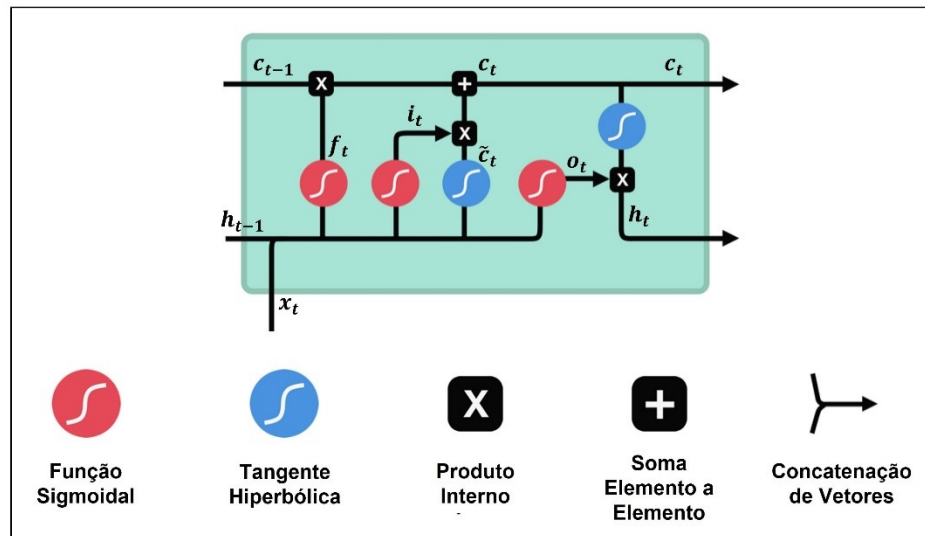 c_{t-1} c_t c_t
i_t
f_t c̃_t o_t
h_{t-1} h_t
x_t
X + X X
X +
Função Sigmoidal
Tangente Hiperbólica
Produto Interno
Soma Elemento a Elemento
Concatenação de Vetores